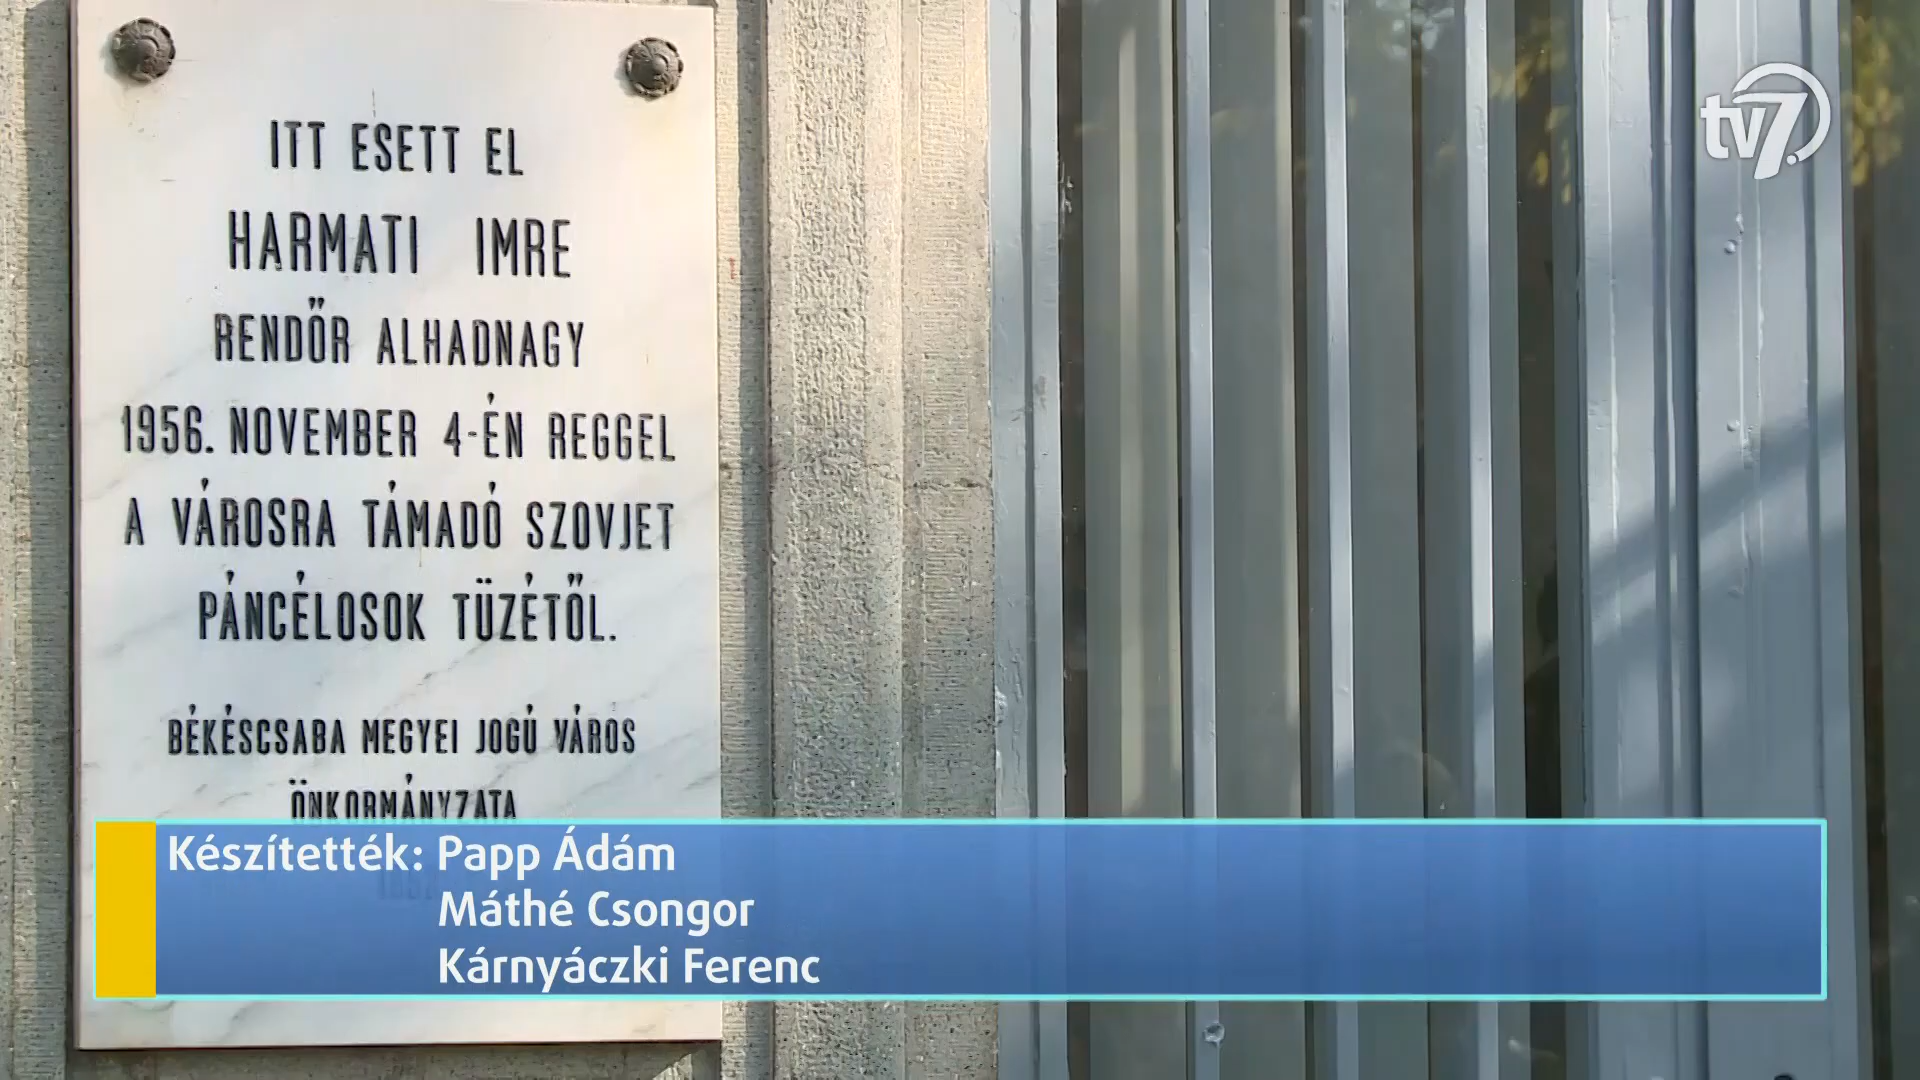 ITT ESETT EL
HARMATI IMRE
RENDŐR ALHADNAGY
1956. NOVEMBER 4-ÉN REGGEL
A VÁROSRA TÁMADÓ SZOVJET
PÁNCÉLOSOK TÜZÉTŐL.
BÉKÉSCSABA MEGYEI JOGÚ VÁROS
ÖNKORMÁNYZATA
tv7
Készítették: Papp Ádám
Máthé Csongor
Kárnyáczki Ferenc